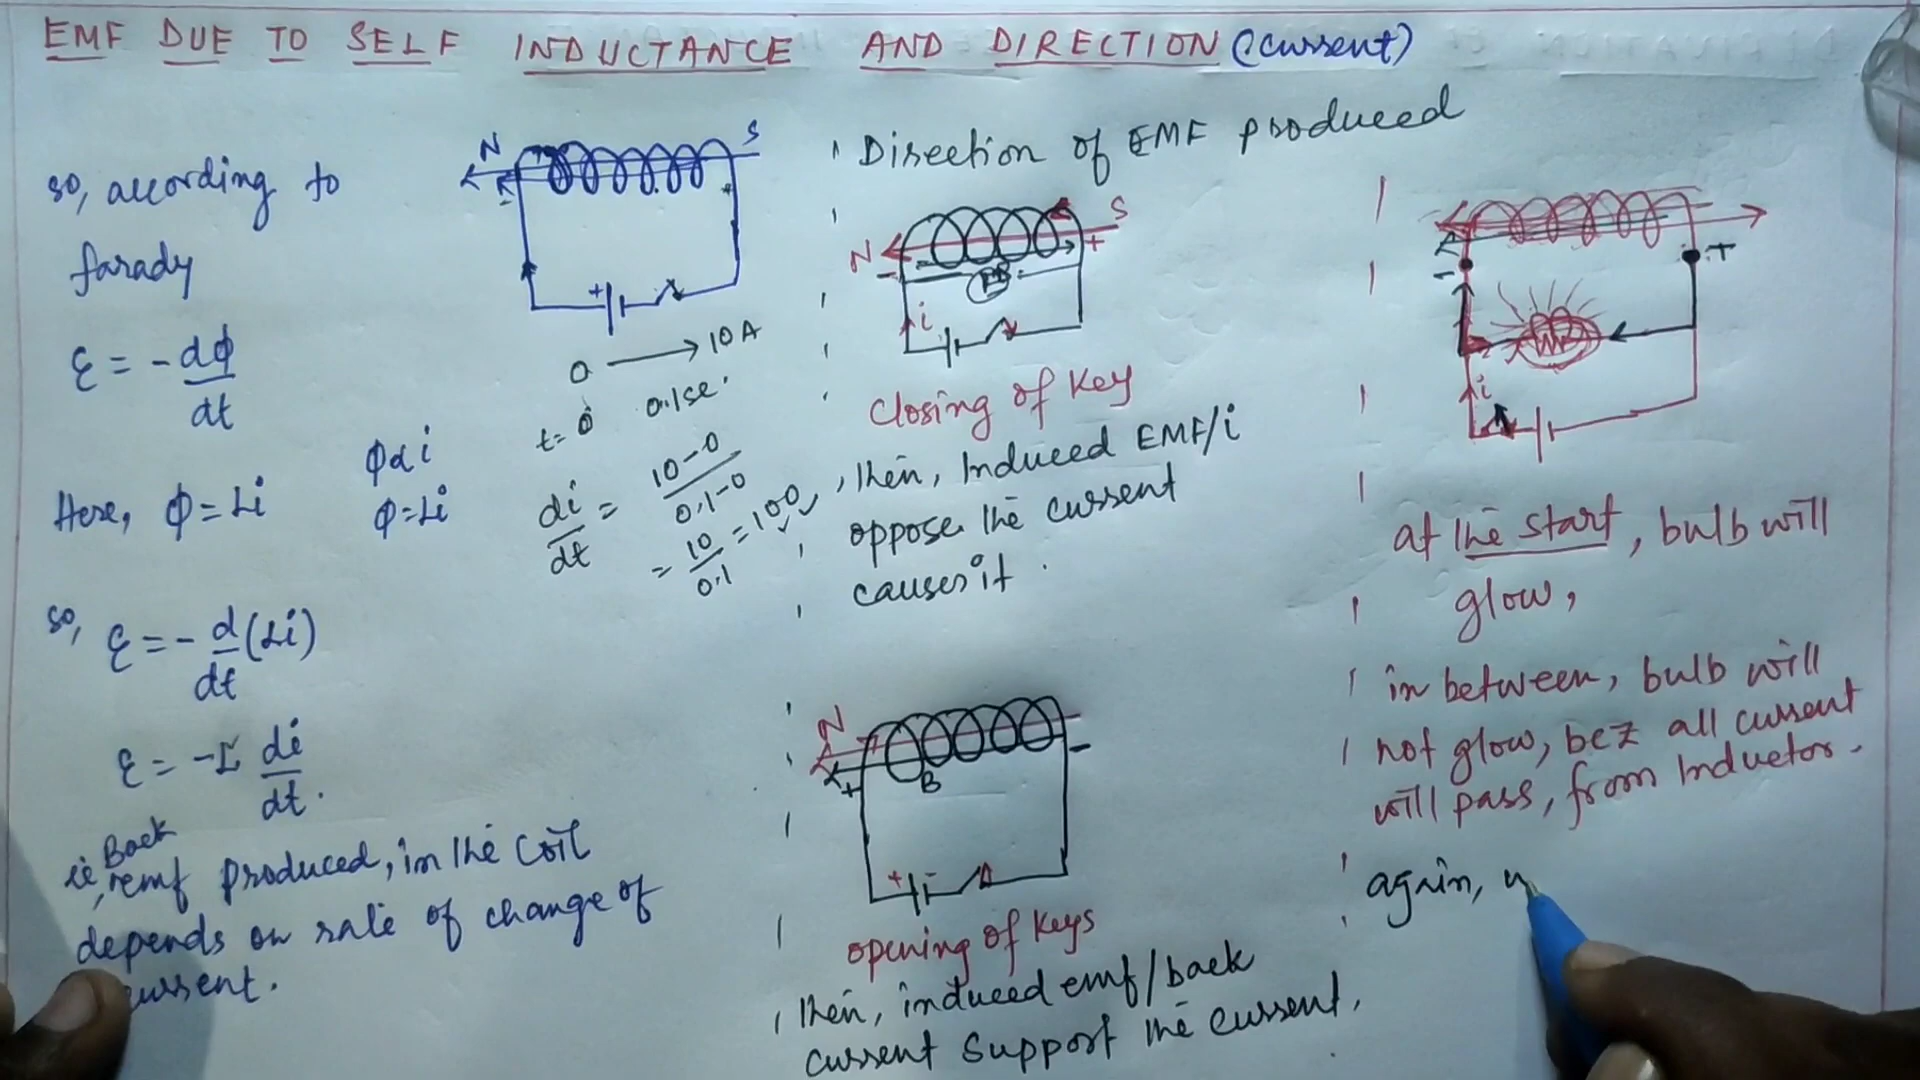 EMF DUE TO SELF INDUCTANCE AND DIRECTION (current)
so, according to
farady
ε = -dϕ
dt
Here, ϕ = Li
ϕ α i
ϕ = Li
so, ε = - d (Li)
dt
ε = -L di
dt.
ie, Back emf produced, in the coil
depends on rate of change of
current.
N S
+
0 → 10 A
t= 0 0.1se.
di = 10-0
dt 0.1-0
= 10 = 100
0.1
Direction of EMF produced
N S
- +
i
Closing of Key
then, Induced EMF/i
oppose the current
causes it.
N
+ B -
+ -
opening of keys
then, induced emf/back
current support the current.
- +
i
at the start, bulb will
glow,
in between, bulb will
not glow, bcz all current
will pass, from Inductor.
again,